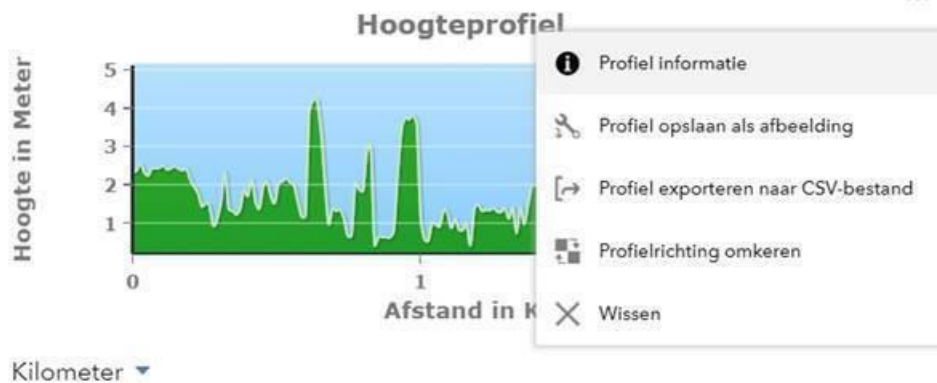 Hoogteprofiel
Hoogte in Meter
5
4
3
2
1
0
1
Afstand in K
Kilometer
Profiel informatie
Profiel opslaan als afbeelding
Profiel exporteren naar CSV-bestand
Profielrichting omkeren
Wissen